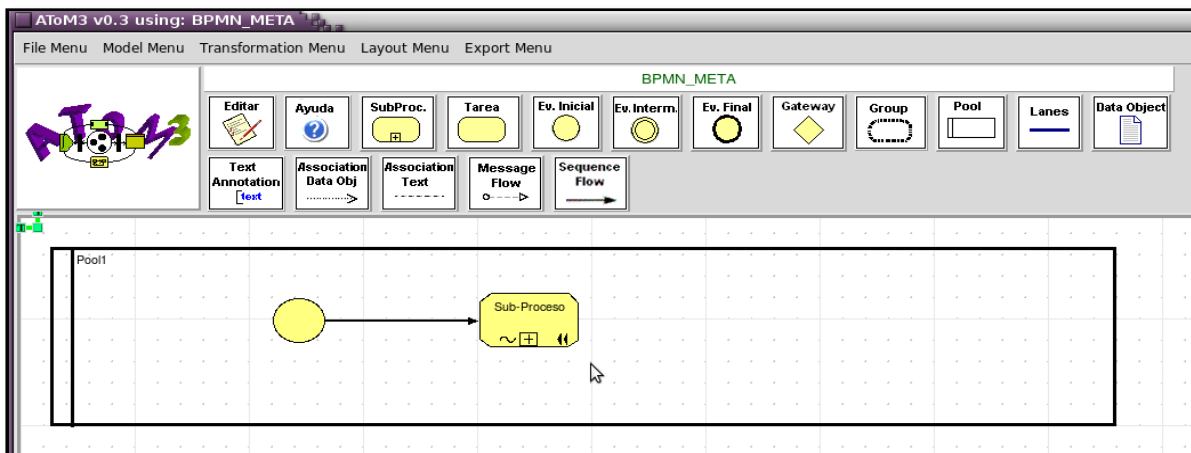 AToM3 v0.3 using: BPMN_META
File Menu Model Menu Transformation Menu Layout Menu Export Menu
BPMN_META
ATOM3
Editar
Ayuda
SubProc.
Tarea
Ev. Inicial
Ev. Interm.
Ev. Final
Gateway
Group
Pool
Lanes
Data Object
Text
Annotation
[text
Association
Data Obj
Association
Text
Message
Flow
Sequence
Flow
Pool1
Sub-Proceso